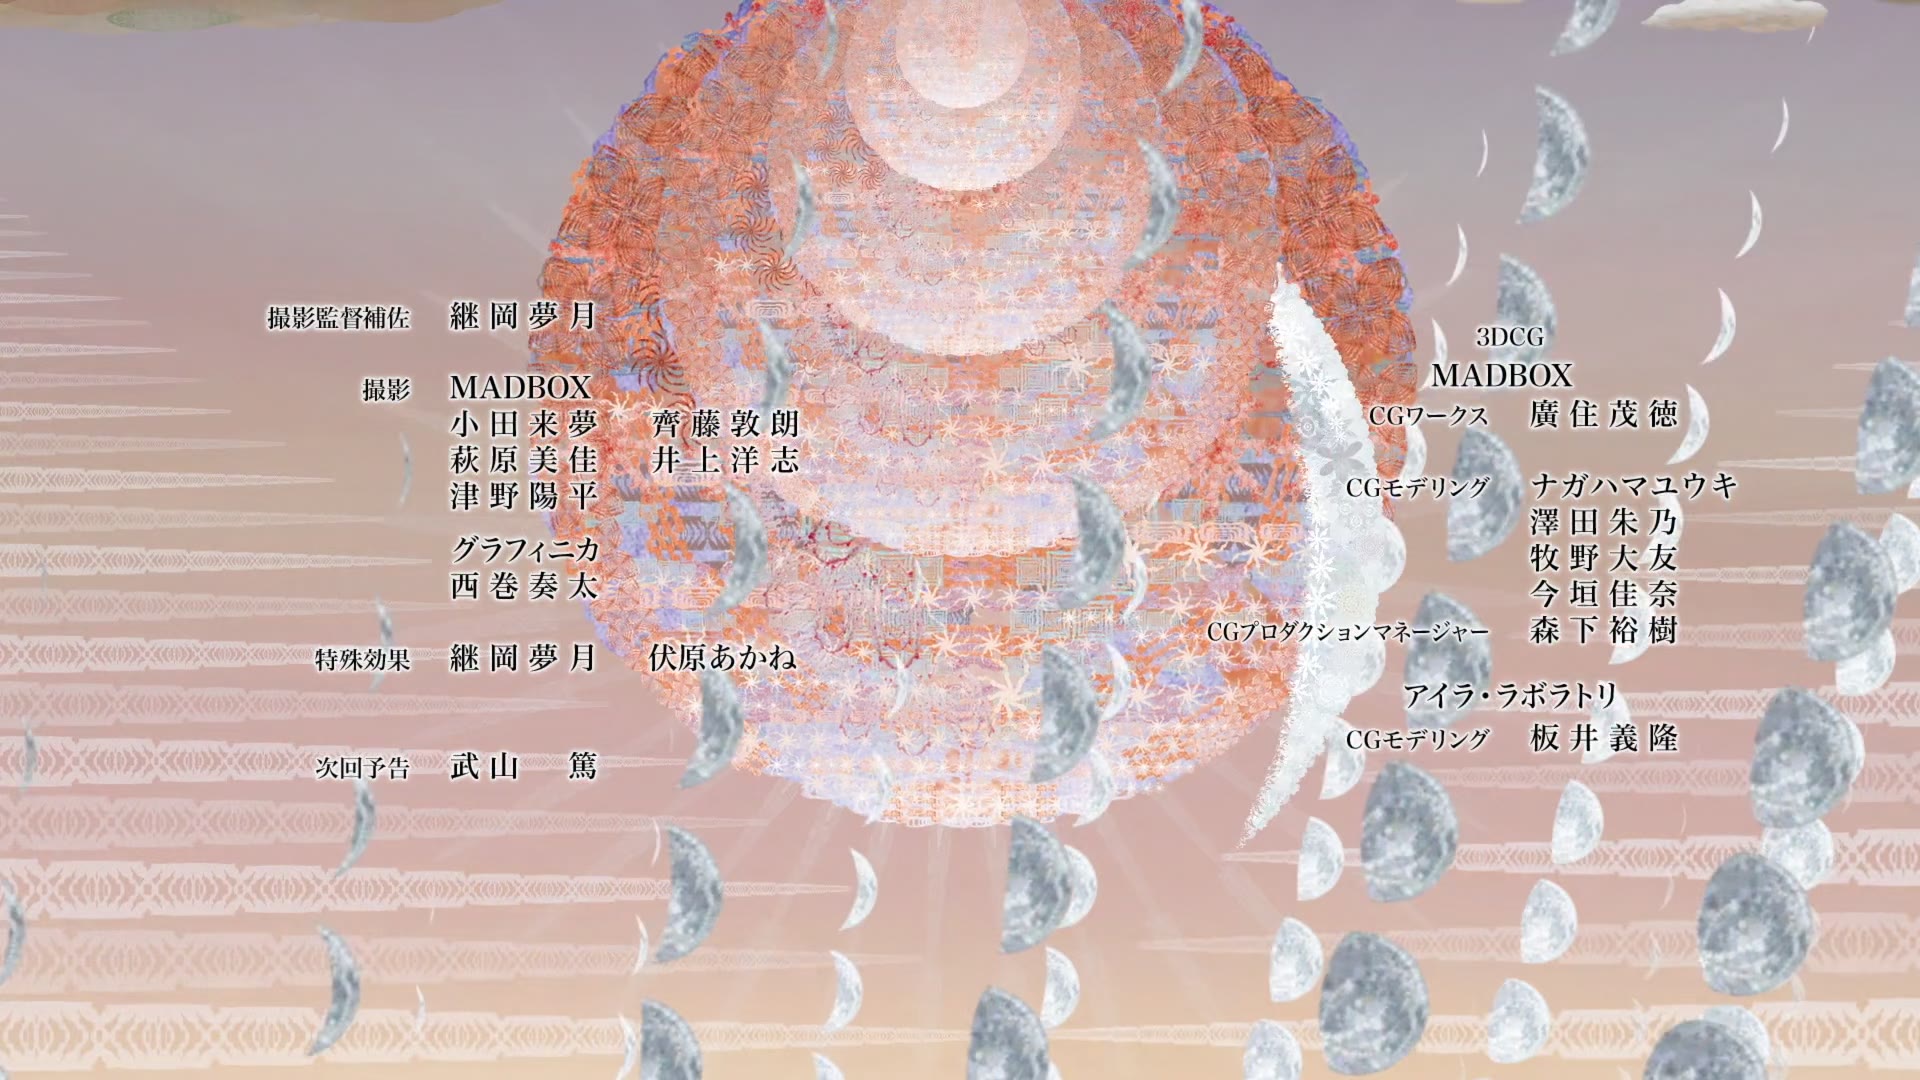 撮影監督補佐 継岡夢月
撮影 MADBOX
小田来夢 齊藤敦朗
萩原美佳 井上洋志
津野陽平
グラフィニカ
西巻奏太
特殊効果 継岡夢月 伏原あかね
次回予告 武山 篤
3DCG
MADBOX
CGワークス 廣住茂徳
CGモデリング ナガハマユウキ
澤田朱乃
牧野大友
今垣佳奈
CGプロダクションマネージャー 森下裕樹
アイラ・ラボラトリ
CGモデリング 板井義隆